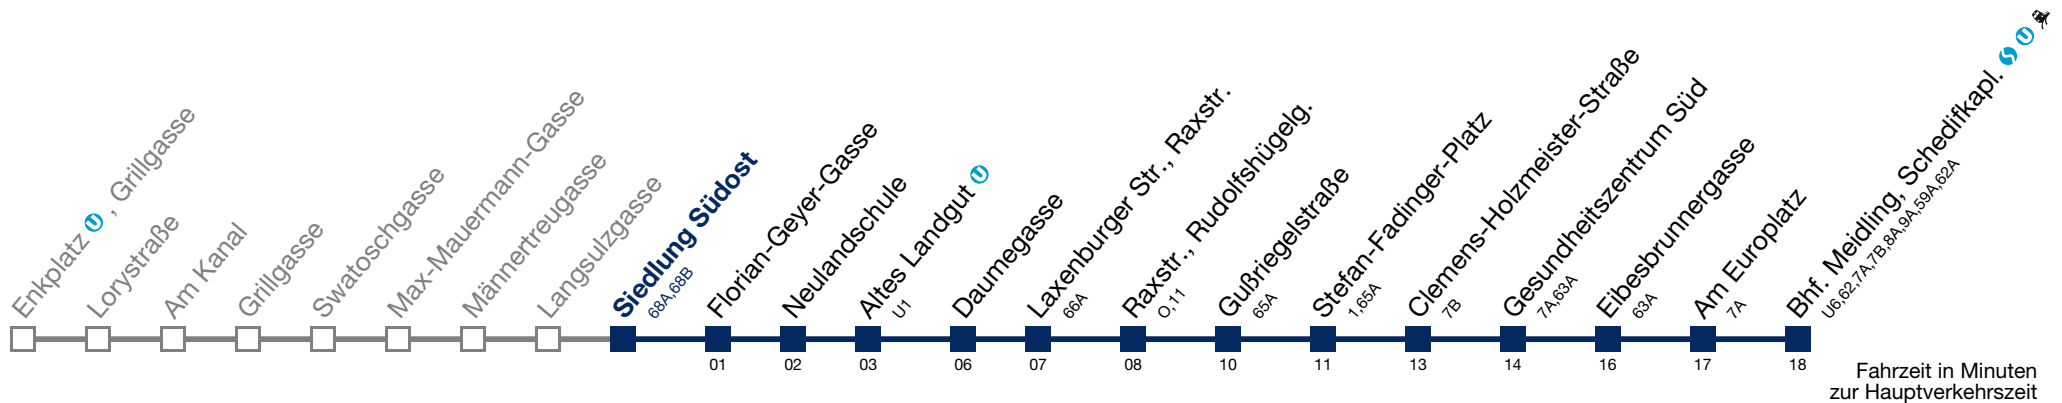 Enkplatz U , Grillgasse
Lorystraße
Am Kanal
Grillgasse
Swatoschgasse
Max-Mauermann-Gasse
Männertreugasse
Langsulzgasse
Siedlung Südost
68A,68B
Florian-Geyer-Gasse
01
Neulandschule
02
Altes Landgut U
U1
03
Daumegasse
06
Laxenburger Str., Raxstr.
66A
07
Raxstr., Rudolfshügelg.
O,11
08
Gußriegelstraße
65A
10
Stefan-Fadinger-Platz
1,65A
11
Clemens-Holzmeister-Straße
7B
13
Gesundheitszentrum Süd
7A,63A
14
Eibesbrunnergasse
63A
16
Am Europlatz
7A
17
Bhf. Meidling, Schedifkapl. S U
U6,62,7A,7B,8A,9A,59A,62A
18
Fahrzeit in Minuten
zur Hauptverkehrszeit